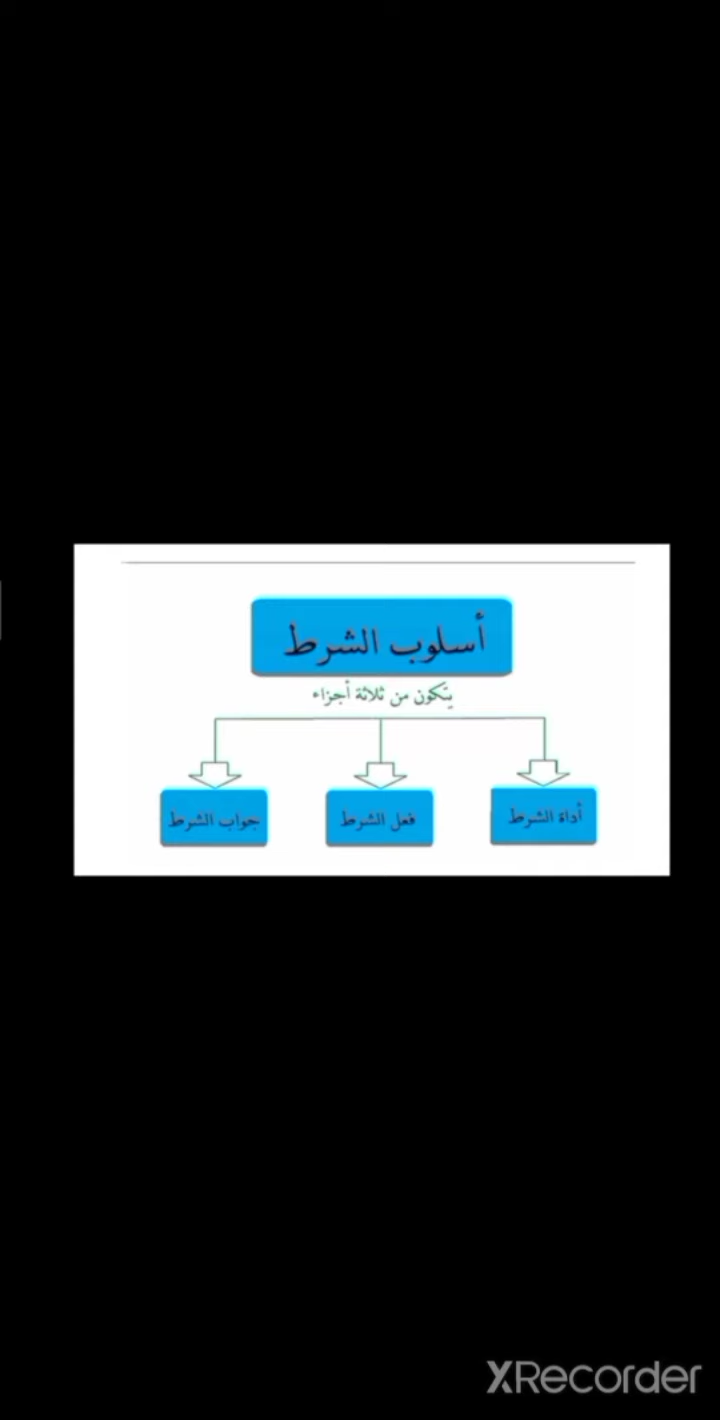 أسلوب الشرط
يتكون من ثلاثة أجزاء
أداة الشرط
فعل الشرط
جواب الشرط
XRecorder